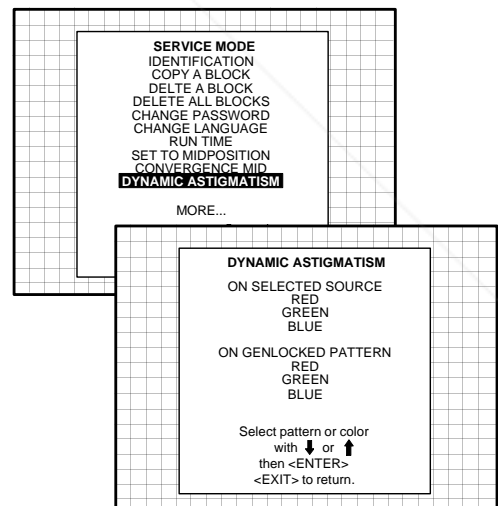 SERVICE MODE
IDENTIFICATION
COPY A BLOCK
DELTE A BLOCK
DELETE ALL BLOCKS
CHANGE PASSWORD
CHANGE LANGUAGE
RUN TIME
SET TO MIDPOSITION
CONVERGENCE MID
DYNAMIC ASTIGMATISM
MORE...
DYNAMIC ASTIGMATISM
ON SELECTED SOURCE
RED
GREEN
BLUE
ON GENLOCKED PATTERN
RED
GREEN
BLUE
Select pattern or color
with ⬇ or ⬆
then <ENTER>
<EXIT> to return.